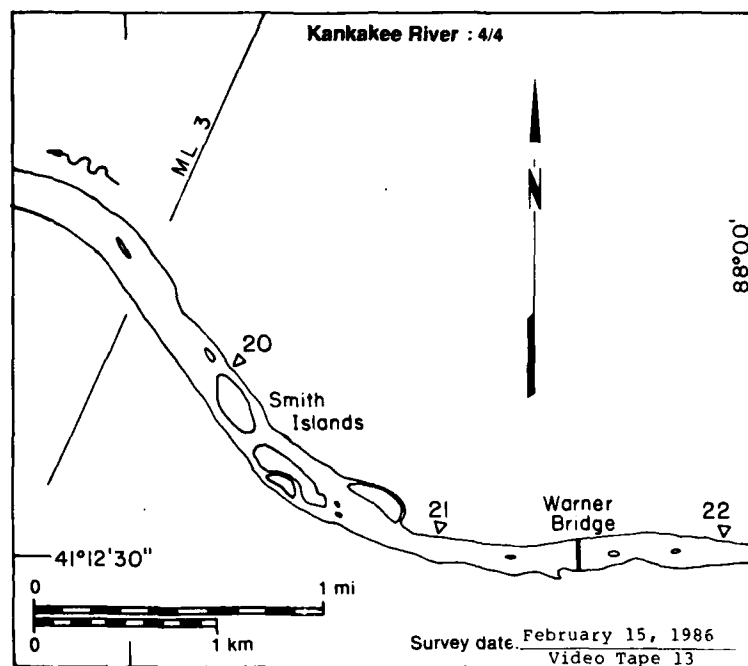 Kankakee River : 4/4
ML 3
N
88°00'
20
Smith
Islands
21
Warner
Bridge
22
41°12'30"
0 1 mi
0 1 km
Survey date. February 15, 1986
Video Tape 13